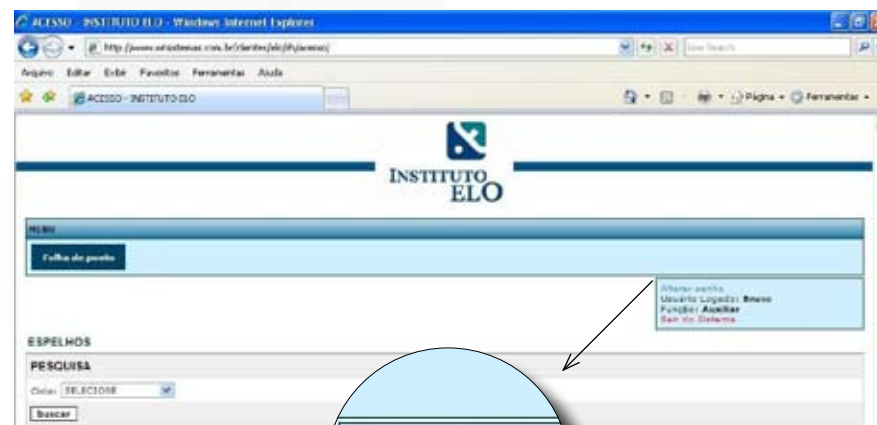 ACESSO - INSTITUTO ELO - Windows Internet Explorer
Arquivo Editar Exibir Favoritos Ferramentas Ajuda
ACESSO - INSTITUTO ELO
Página Ferramentas
INSTITUTO
ELO
MENU
Folha de ponto
Alterar senha
Usuário Logado: Bruno
Função: Auxiliar
Sair do Sistema
ESPELHOS
PESQUISA
SELECIONE
buscar